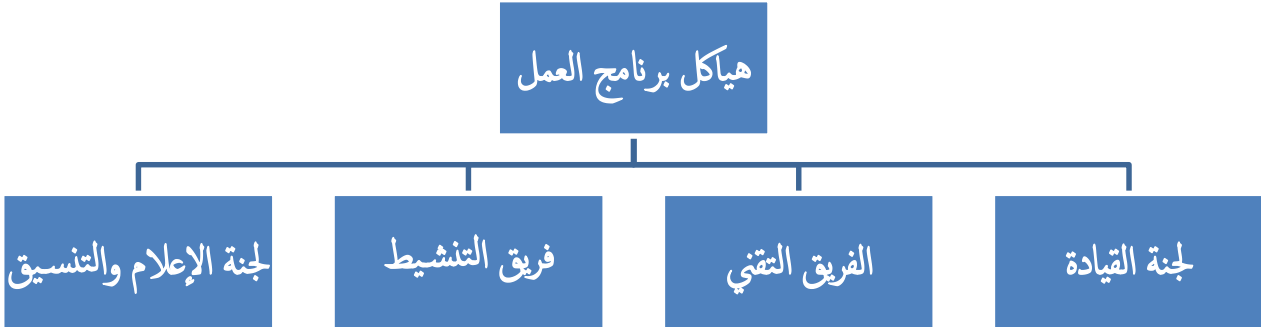 هياكل برنامج العمل
لجنة القيادة
الفريق التقني
فريق التنشيط
لجنة الإعلام والتنسيق